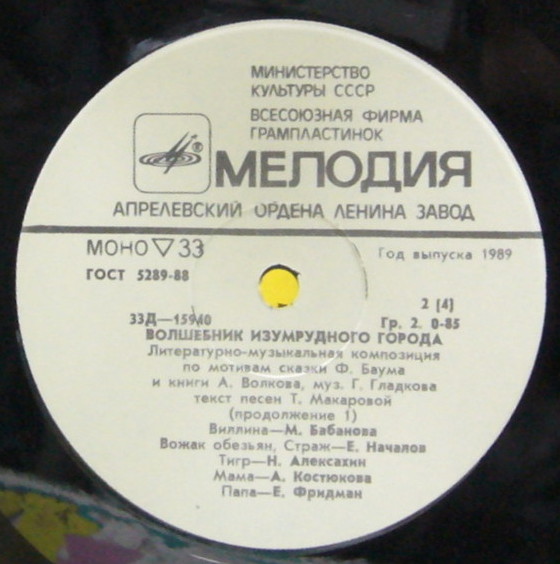 МИНИСТЕРСТВО
КУЛЬТУРЫ СССР
ВСЕСОЮЗНАЯ ФИРМА
ГРАМПЛАСТИНОК
® МЕЛОДИЯ
АПРЕЛЕВСКИЙ ОРДЕНА ЛЕНИНА ЗАВОД
МОНО ▽ 33
Год выпуска 1989
ГОСТ 5289-88
2 [4]
33Д—15940
Гр. 2. 0-85
ВОЛШЕБНИК ИЗУМРУДНОГО ГОРОДА
Литературно-музыкальная композиция
по мотивам сказки Ф. Баума
и книги А. Волкова, муз. Г. Гладкова
текст песен Т. Макаровой
(продолжение 1)
Виллина—М. Бабанова
Вожак обезьян, Страж—Е. Началов
Тигр—Н. Алексахин
Мама—А. Костюкова
Папа—Е. Фридман